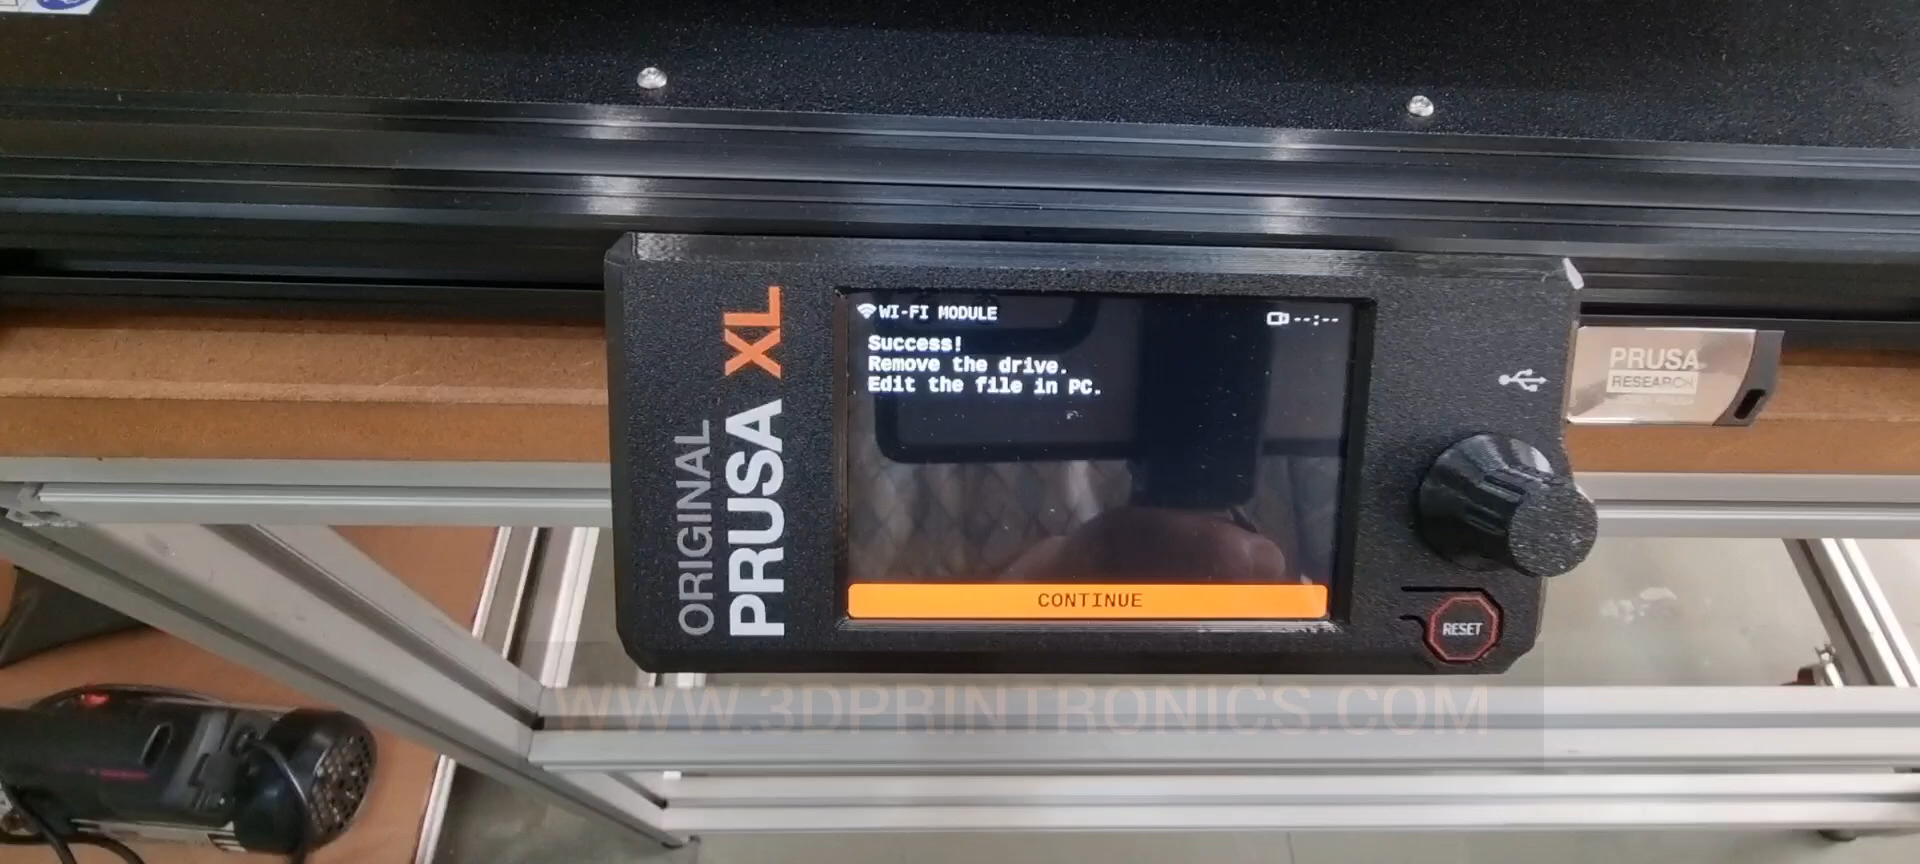 ORIGINAL
PRUSA XL
WI-FI MODULE
--:--
Success!
Remove the drive.
Edit the file in PC.
CONTINUE
RESET
PRUSA
RESEARCH
WWW.3DPRINTRONICS.COM